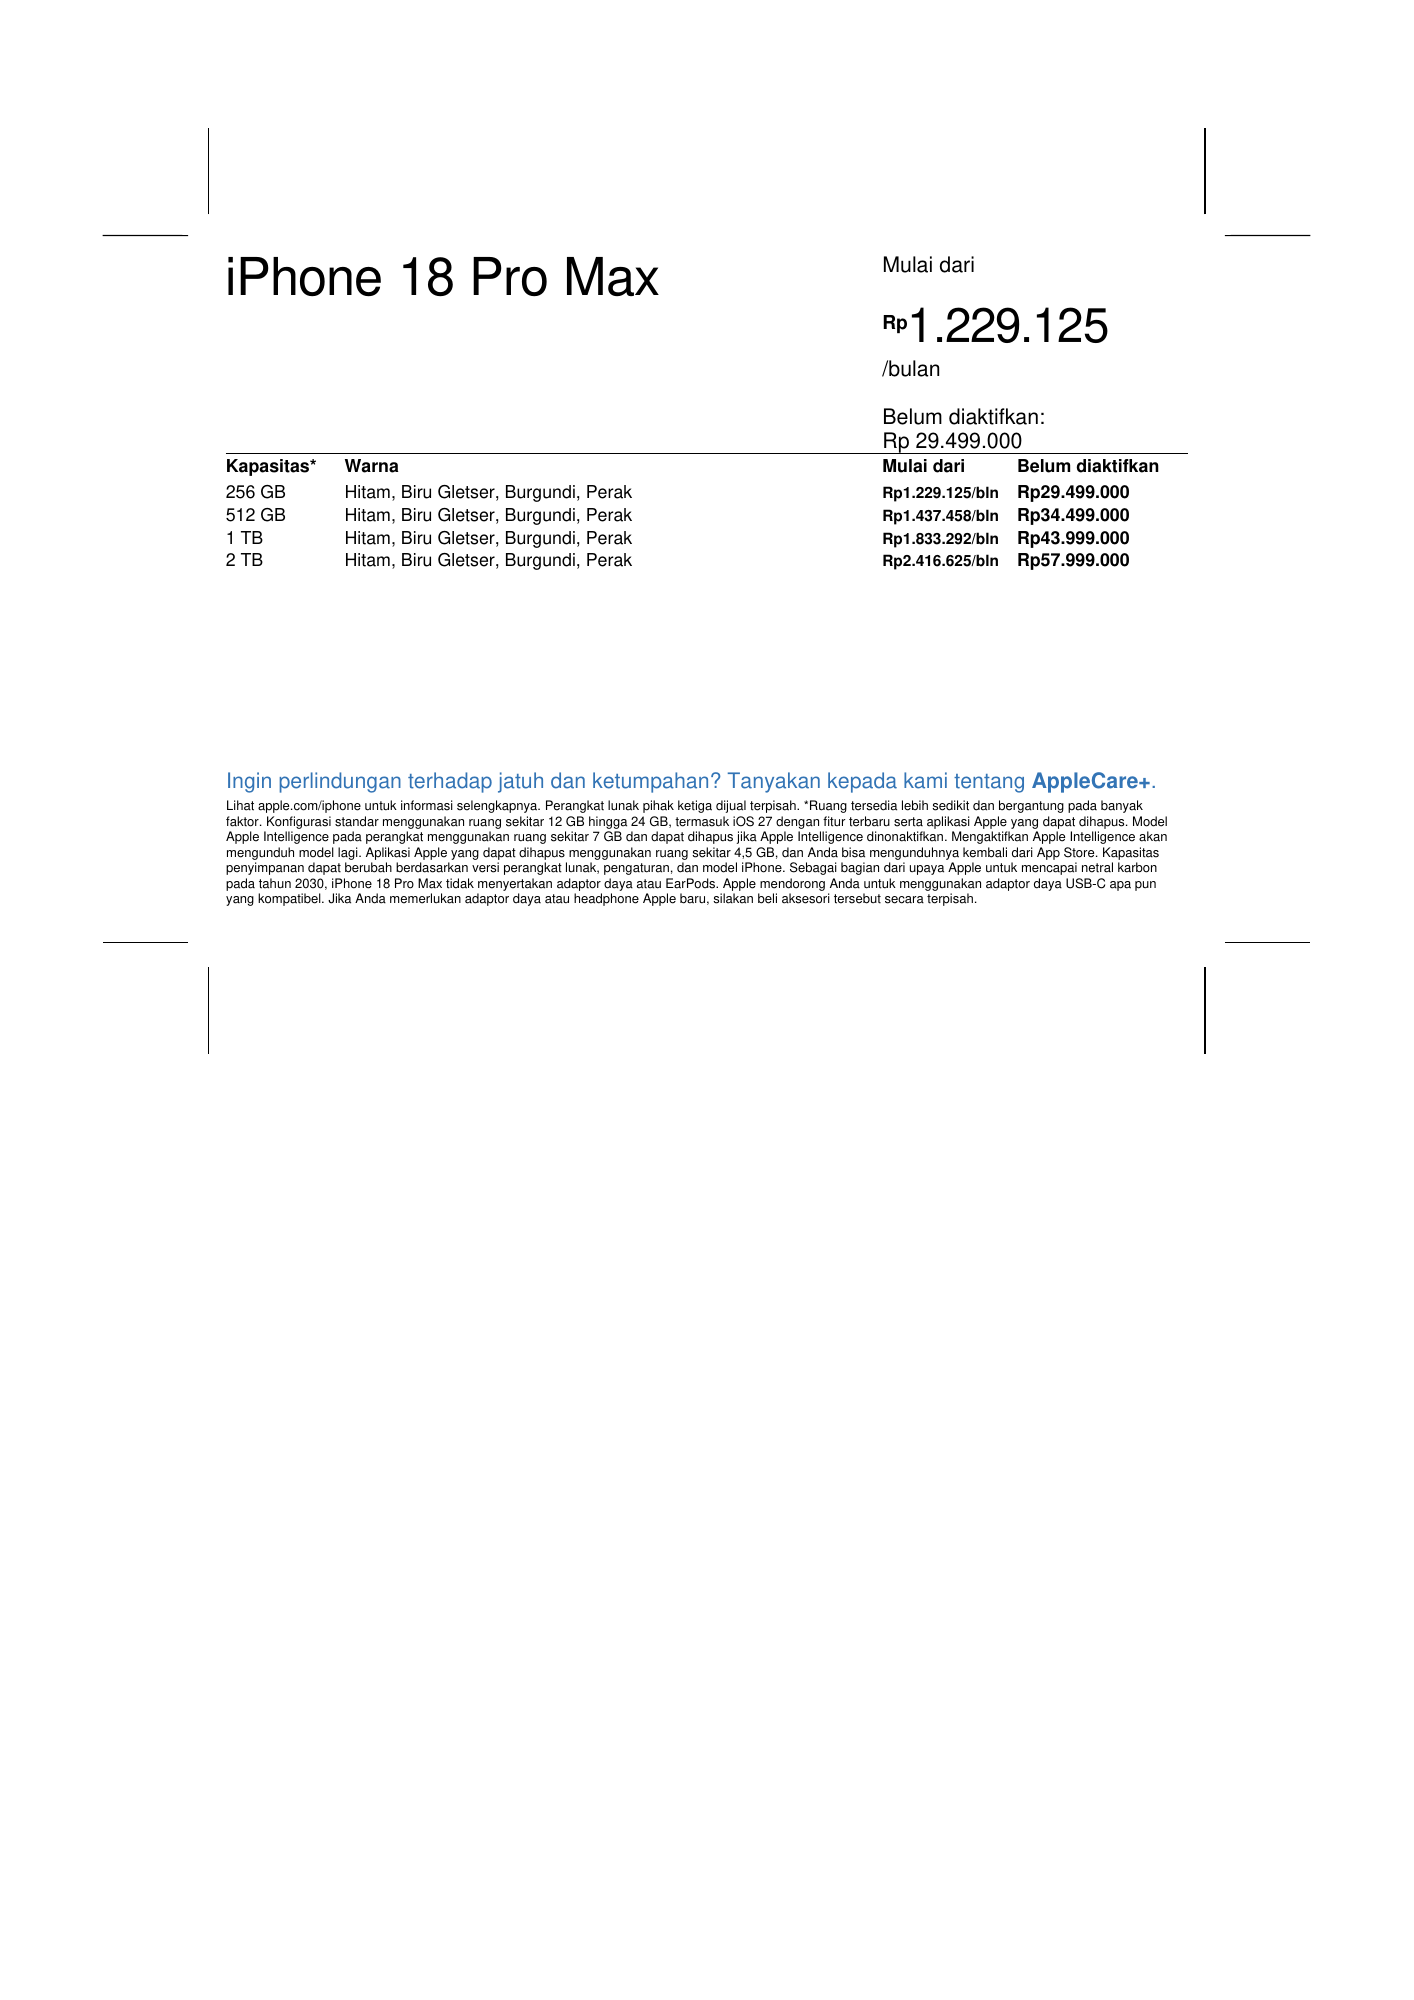 iPhone 18 Pro Max
Mulai dari
Rp1.229.125
/bulan
Belum diaktifkan:
Rp 29.499.000
Kapasitas* Warna Mulai dari Belum diaktifkan
256 GB Hitam, Biru Gletser, Burgundi, Perak Rp1.229.125/bln Rp29.499.000
512 GB Hitam, Biru Gletser, Burgundi, Perak Rp1.437.458/bln Rp34.499.000
1 TB Hitam, Biru Gletser, Burgundi, Perak Rp1.833.292/bln Rp43.999.000
2 TB Hitam, Biru Gletser, Burgundi, Perak Rp2.416.625/bln Rp57.999.000
Ingin perlindungan terhadap jatuh dan ketumpahan? Tanyakan kepada kami tentang AppleCare+.
Lihat apple.com/iphone untuk informasi selengkapnya. Perangkat lunak pihak ketiga dijual terpisah. *Ruang tersedia lebih sedikit dan bergantung pada banyak
faktor. Konfigurasi standar menggunakan ruang sekitar 12 GB hingga 24 GB, termasuk iOS 27 dengan fitur terbaru serta aplikasi Apple yang dapat dihapus. Model
Apple Intelligence pada perangkat menggunakan ruang sekitar 7 GB dan dapat dihapus jika Apple Intelligence dinonaktifkan. Mengaktifkan Apple Intelligence akan
mengunduh model lagi. Aplikasi Apple yang dapat dihapus menggunakan ruang sekitar 4,5 GB, dan Anda bisa mengunduhnya kembali dari App Store. Kapasitas
penyimpanan dapat berubah berdasarkan versi perangkat lunak, pengaturan, dan model iPhone. Sebagai bagian dari upaya Apple untuk mencapai netral karbon
pada tahun 2030, iPhone 18 Pro Max tidak menyertakan adaptor daya atau EarPods. Apple mendorong Anda untuk menggunakan adaptor daya USB-C apa pun
yang kompatibel. Jika Anda memerlukan adaptor daya atau headphone Apple baru, silakan beli aksesori tersebut secara terpisah.